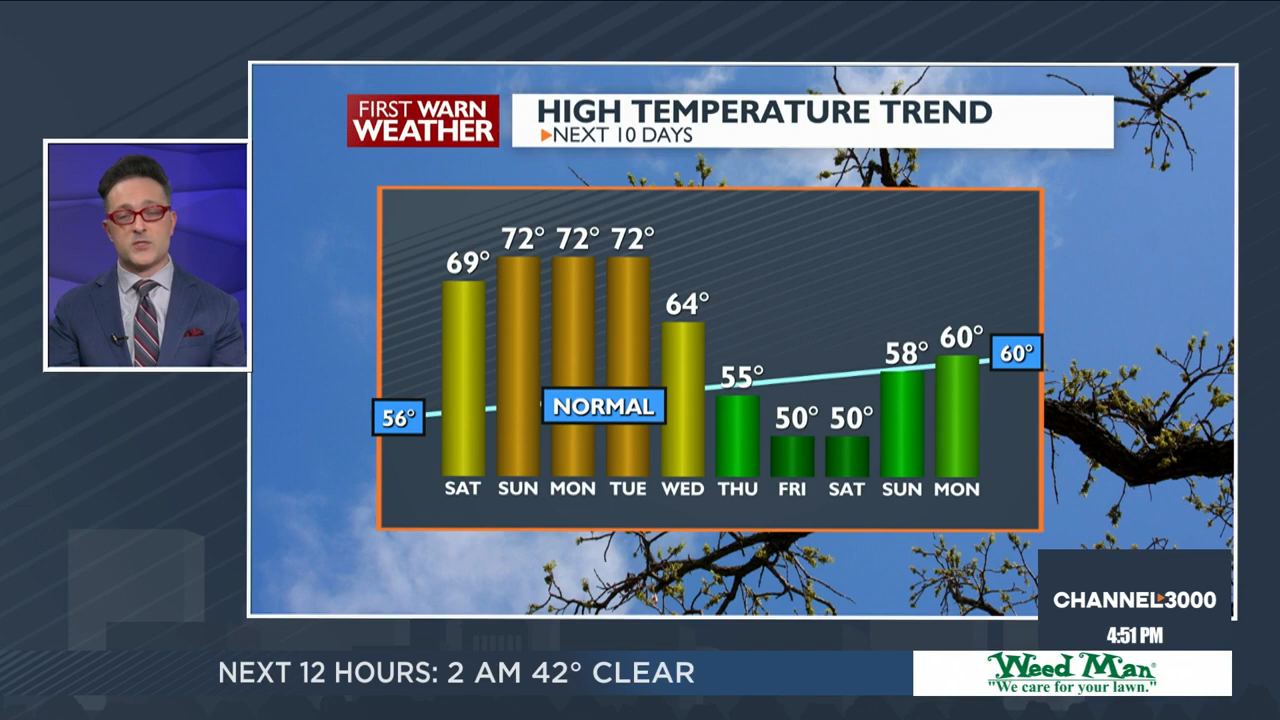 FIRST WARN
WEATHER
HIGH TEMPERATURE TREND
NEXT 10 DAYS
69° 72° 72° 72° 64° 55° 50° 50° 58° 60°
56° NORMAL 60°
SAT SUN MON TUE WED THU FRI SAT SUN MON
CHANNEL3000
4:51 PM
NEXT 12 HOURS: 2 AM 42° CLEAR
Weed Man®
"We care for your lawn."